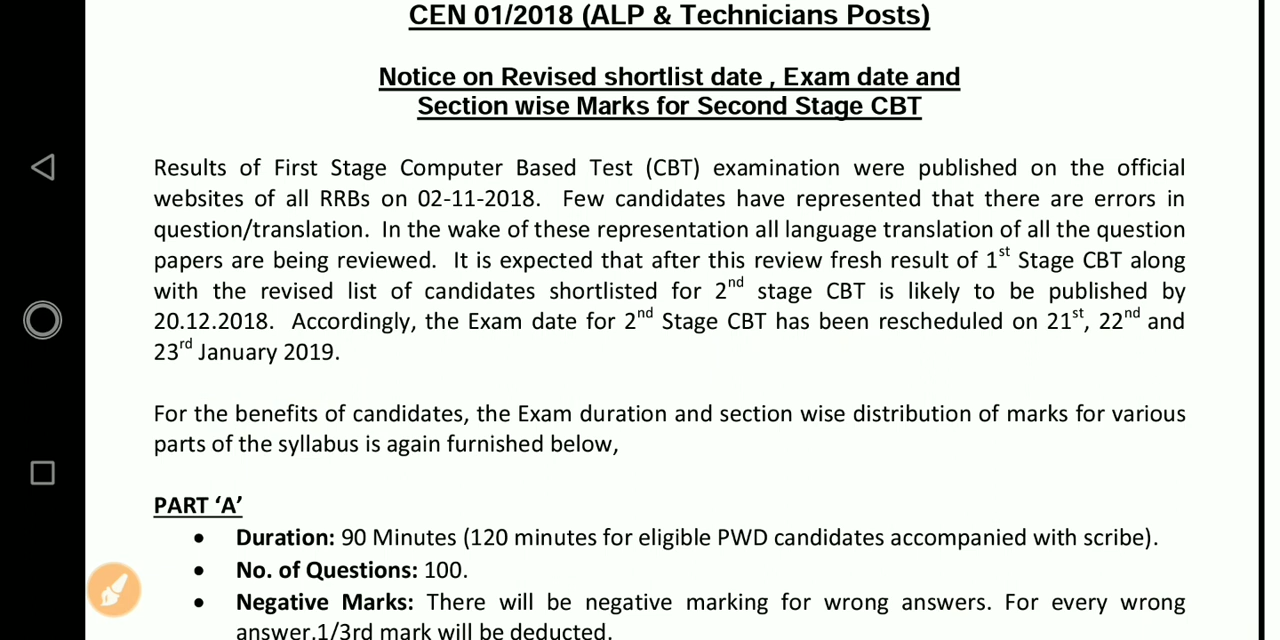 CEN 01/2018 (ALP & Technicians Posts)
Notice on Revised shortlist date , Exam date and
Section wise Marks for Second Stage CBT
Results of First Stage Computer Based Test (CBT) examination were published on the official
websites of all RRBs on 02-11-2018. Few candidates have represented that there are errors in
question/translation. In the wake of these representation all language translation of all the question
papers are being reviewed. It is expected that after this review fresh result of 1st Stage CBT along
with the revised list of candidates shortlisted for 2nd stage CBT is likely to be published by
20.12.2018. Accordingly, the Exam date for 2nd Stage CBT has been rescheduled on 21st, 22nd and
23rd January 2019.
For the benefits of candidates, the Exam duration and section wise distribution of marks for various
parts of the syllabus is again furnished below,
PART ‘A’
• Duration: 90 Minutes (120 minutes for eligible PWD candidates accompanied with scribe).
• No. of Questions: 100.
• Negative Marks: There will be negative marking for wrong answers. For every wrong
answer,1/3rd mark will be deducted.